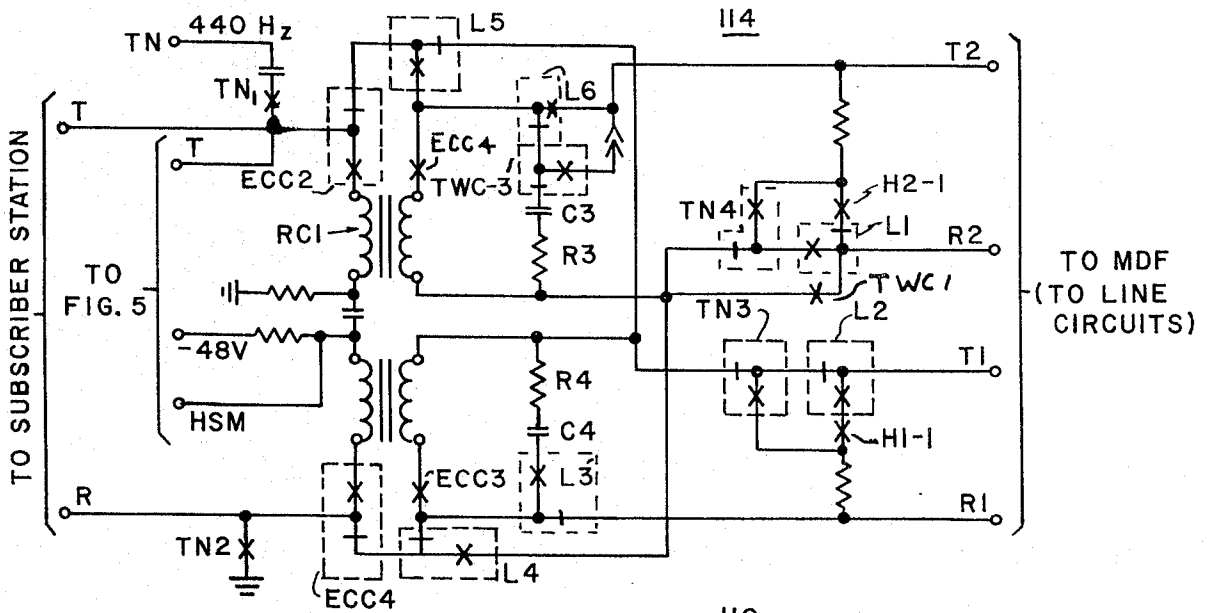 114
440 Hz
TN
L5
T2
TN1
L6
T
T
ECC4
ECC2
TWC-3
H2-1
TN4
C3
L1
RC1
R2
R3
TO SUBSCRIBER STATION
TO
FIG. 5
TWC1
TO MDF
(TO LINE
CIRCUITS)
TN3
L2
-48V
T1
R4
HSM
C4
H1-1
ECC3
L3
R
R1
TN2
L4
ECC4